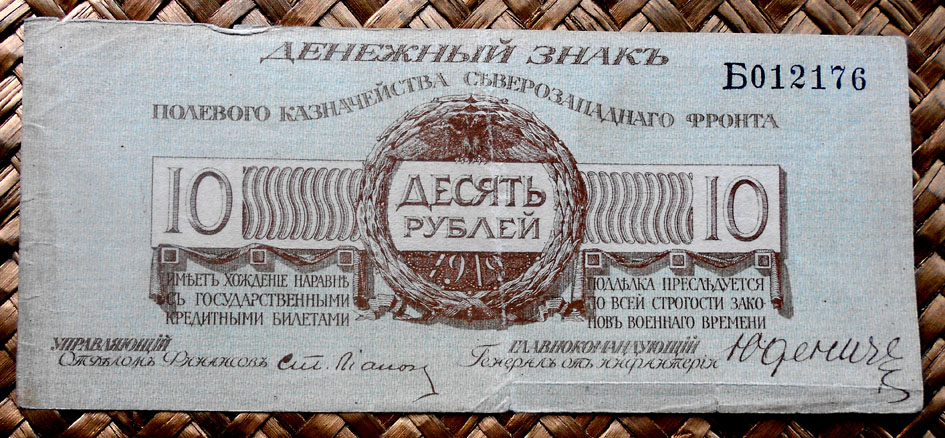 ДЕНЕЖНЫЙ ЗНАКЪ
Б012176
ПОЛЕВОГО КАЗНАЧЕЙСТВА СѢВЕРОЗАПАДНАГО ФРОНТА
10
ДЕСЯТЬ
РУБЛЕЙ
1919
10
ИМѢЕТЪ ХОЖДЕНІЕ НАРАВНѢ
СЪ ГОСУДАРСТВЕННЫМИ
КРЕДИТНЫМИ БИЛЕТАМИ
ПОДДѢЛКА ПРЕСЛѢДУЕТСЯ
ПО ВСЕЙ СТРОГОСТИ ЗАКО-
НОВЪ ВОЕННАГО ВРЕМЕНИ
УПРАВЛЯЮЩІЙ
Отдѣломъ Финансовъ
ГЛАВНОКОМАНДУЮЩІЙ
Генералъ отъ инфантеріи
Юденичъ